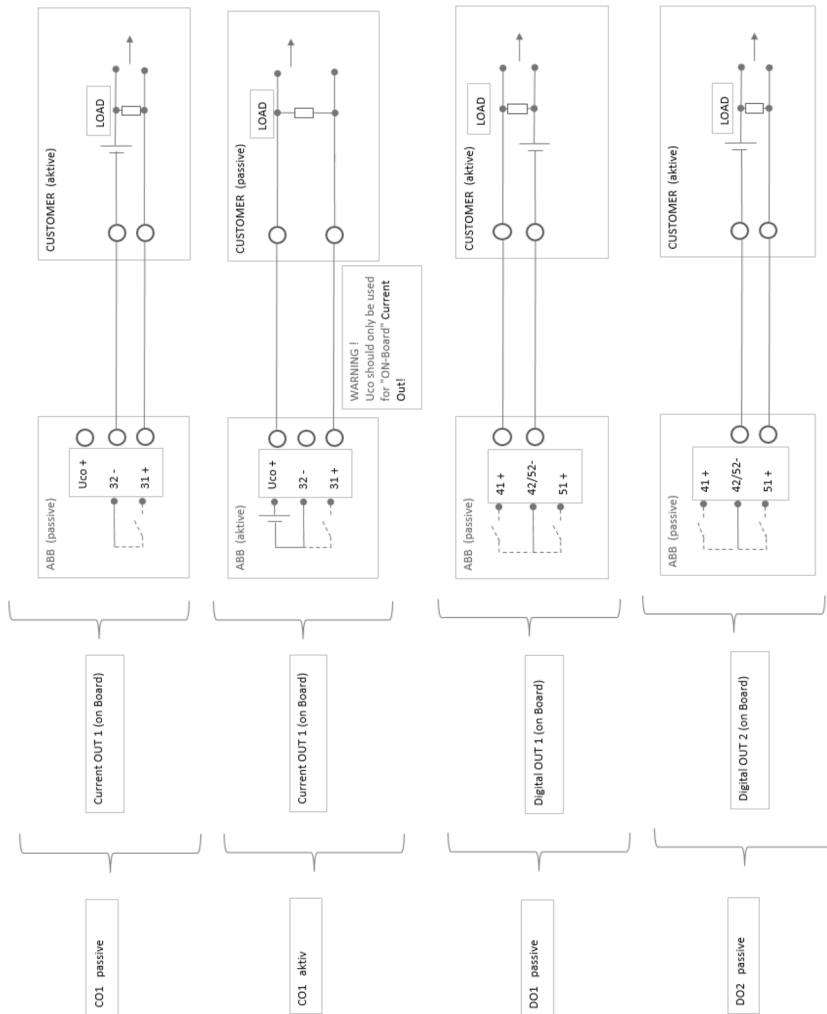 CO1 passive
Current OUT 1 (on Board)
ABB (passive)
Uco +
32 -
31 +
CUSTOMER (aktive)
LOAD
CO1 aktiv
Current OUT 1 (on Board)
ABB (aktive)
Uco +
32 -
31 +
WARNING !
Uco should only be used
for "ON-Board" Current
Out!
CUSTOMER (passive)
LOAD
DO1 passive
Digital OUT 1 (on Board)
ABB (passive)
41 +
42/52-
51 +
CUSTOMER (aktive)
LOAD
DO2 passive
Digital OUT 2 (on Board)
ABB (passive)
41 +
42/52-
51 +
CUSTOMER (aktive)
LOAD